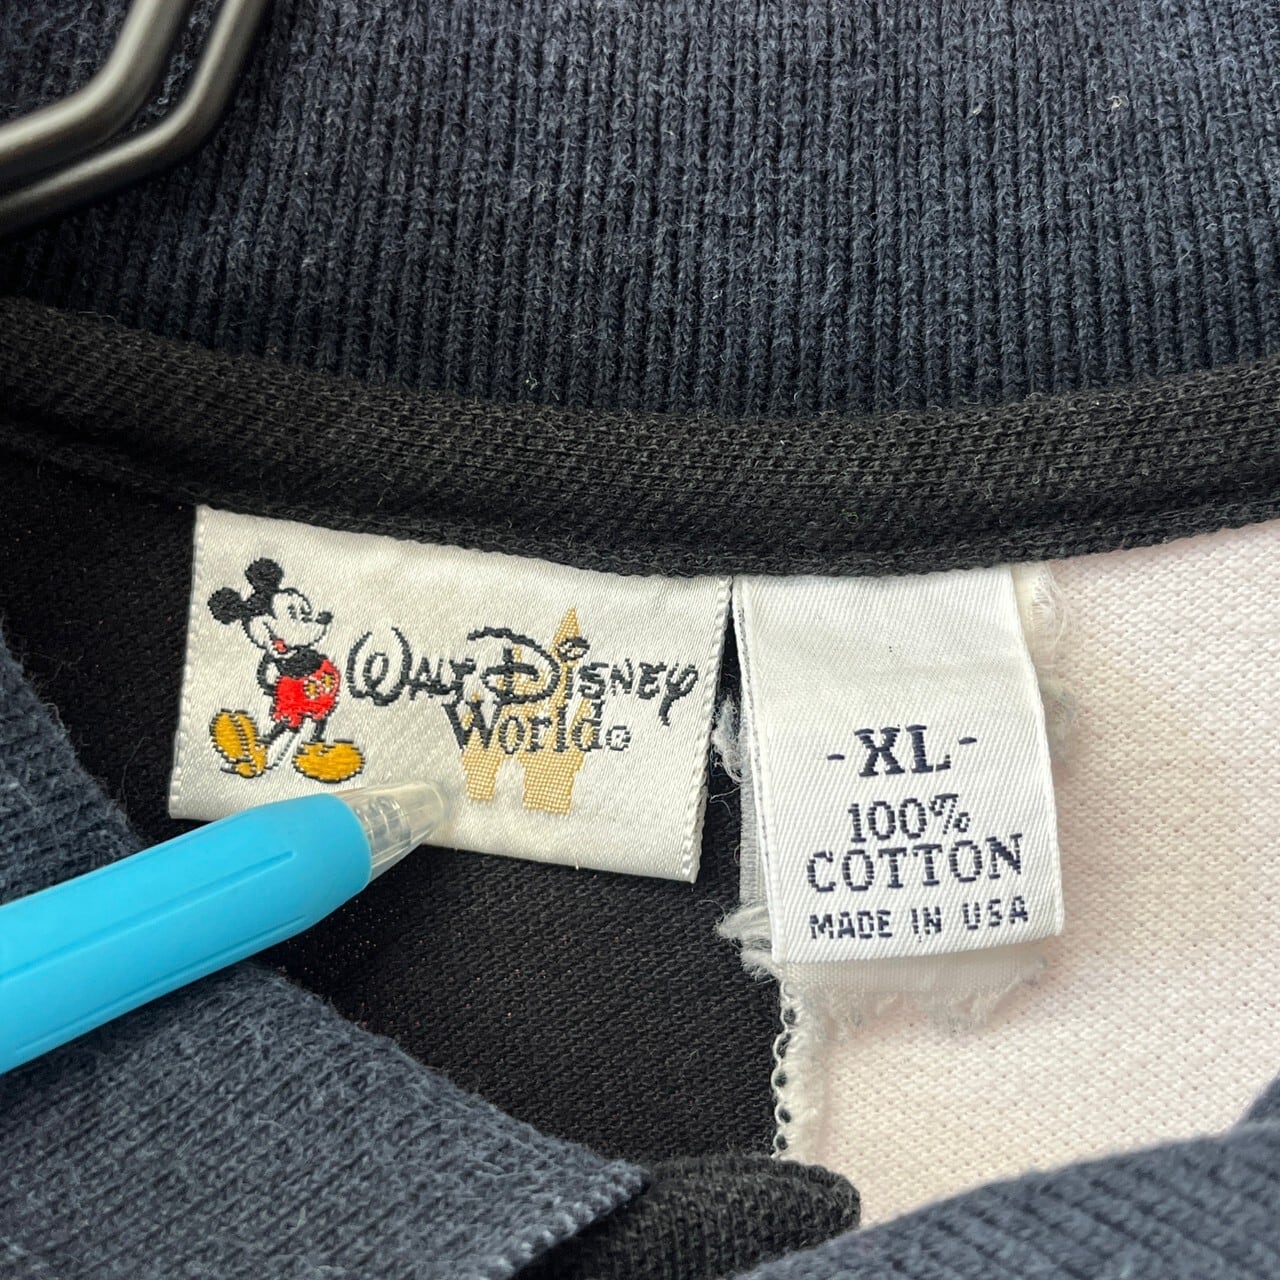 Walt Disney
World®
-XL-
100%
COTTON
MADE IN USA